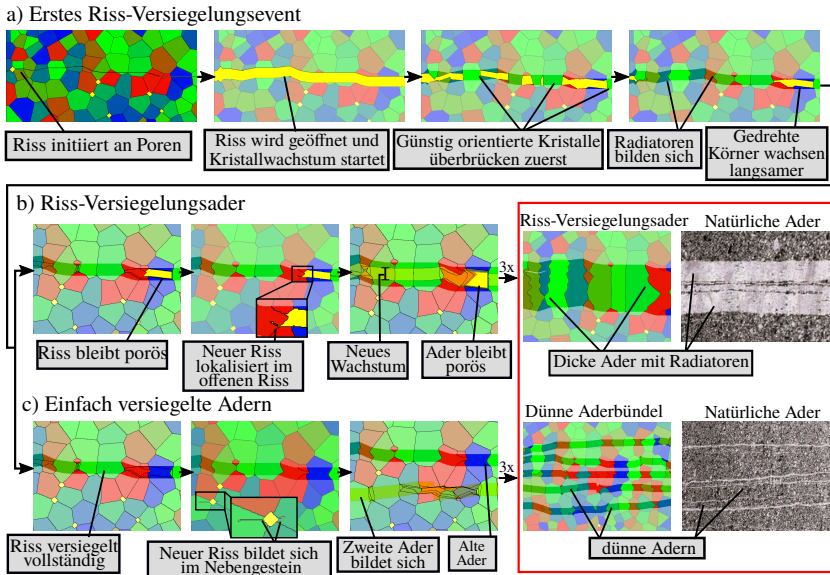 a) Erstes Riss-Versiegelungsevent
Riss initiiert an Poren
Riss wird geöffnet und
Kristallwachstum startet
Günstig orientierte Kristalle
überbrücken zuerst
Radiatoren
bilden sich
Gedrehte
Körner wachsen
langsamer
b) Riss-Versiegelungsader
Riss bleibt porös
Neuer Riss
lokalisiert im
offenen Riss
Neues
Wachstum
Ader bleibt
porös
3x
Riss-Versiegelungsader
Natürliche Ader
Dicke Ader mit Radiatoren
c) Einfach versiegelte Adern
Riss versiegelt
vollständig
Neuer Riss bildet sich
im Nebengestein
Zweite Ader
bildet sich
Alte
Ader
3x
Dünne Aderbündel
Natürliche Ader
dünne Adern